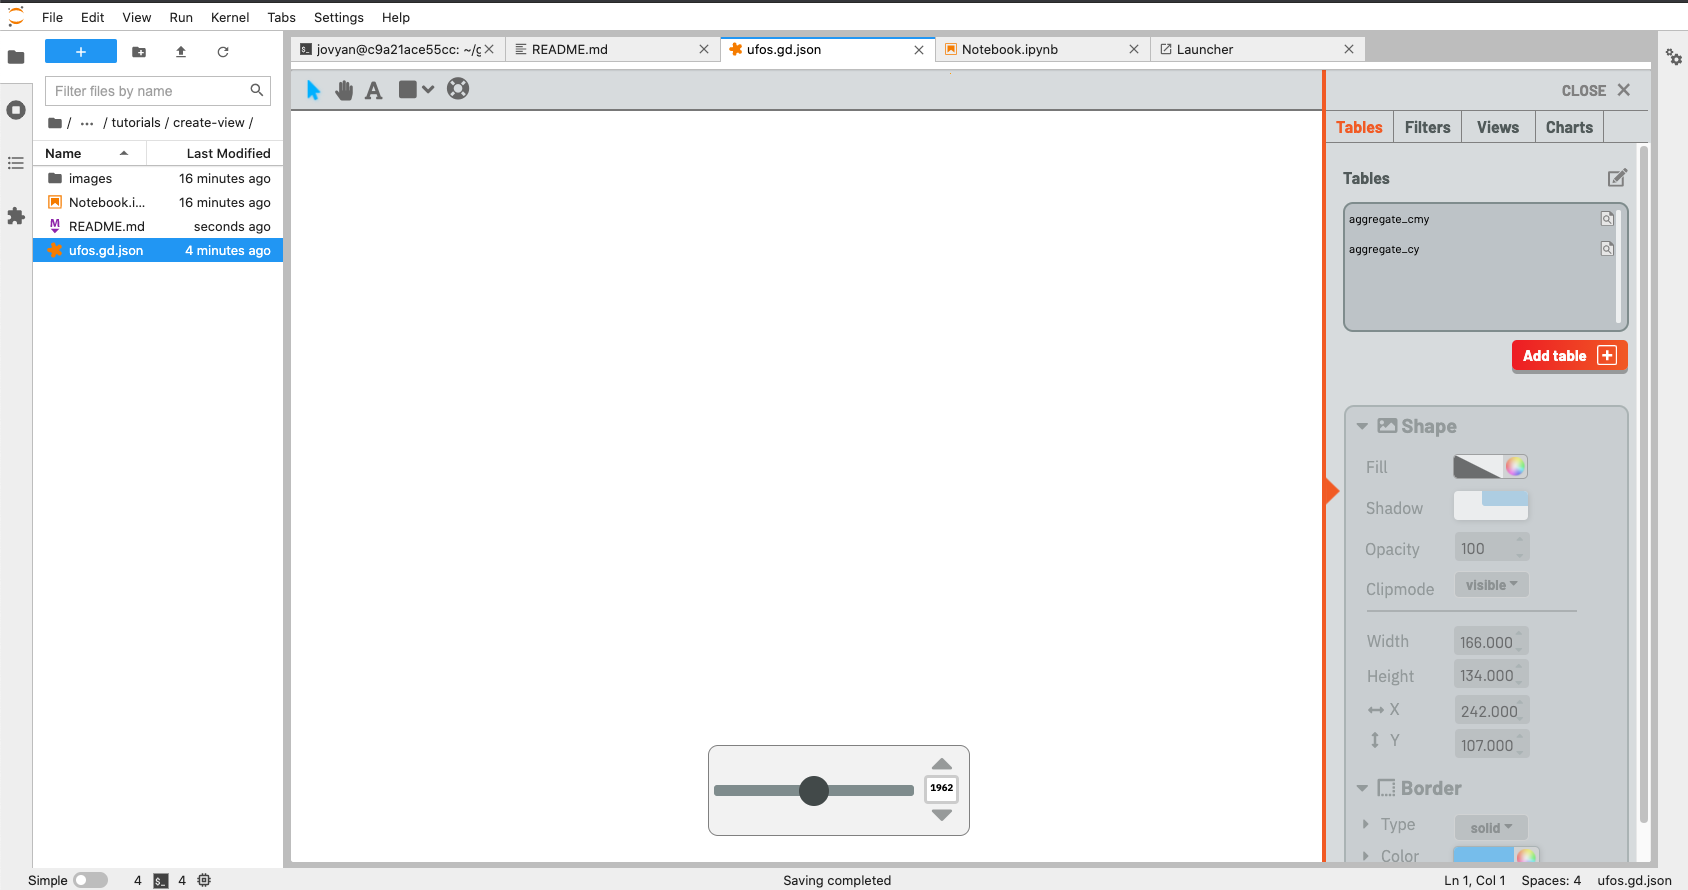 File Edit View Run Kernel Tabs Settings Help
Filter files by name
/ ··· / tutorials / create-view /
Name Last Modified
images 16 minutes ago
Notebook.i... 16 minutes ago
README.md seconds ago
ufos.gd.json 4 minutes ago
jovyan@c9a21ace55cc: ~/g
README.md
ufos.gd.json
Notebook.ipynb
Launcher
A
CLOSE
Tables Filters Views Charts
Tables
aggregate_cmy
aggregate_cy
Add table
Shape
Fill
Shadow
Opacity 100
Clipmode visible
Width 166.000
Height 134.000
X 242.000
Y 107.000
Border
Type solid
Color
1962
Simple 4 $_ 4 Saving completed Ln 1, Col 1 Spaces: 4 ufos.gd.json